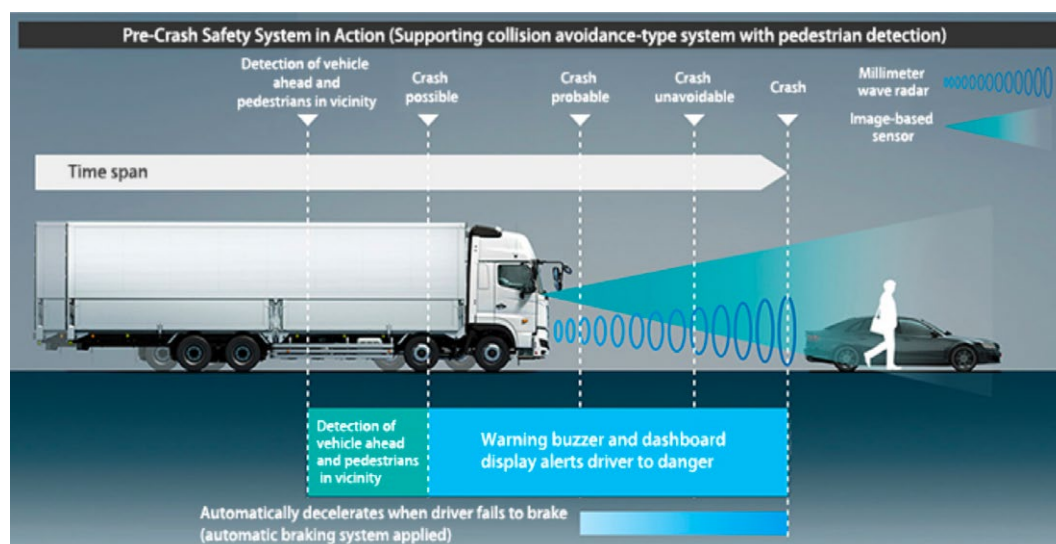 Pre-Crash Safety System in Action (Supporting collision avoidance-type system with pedestrian detection)
Detection of vehicle
ahead and
pedestrians in vicinity
Crash
possible
Crash
probable
Crash
unavoidable
Crash
Millimeter
wave radar
Image-based
sensor
Time span
Detection of
vehicle ahead
and pedestrians
in vicinity
Warning buzzer and dashboard
display alerts driver to danger
Automatically decelerates when driver fails to brake
(automatic braking system applied)